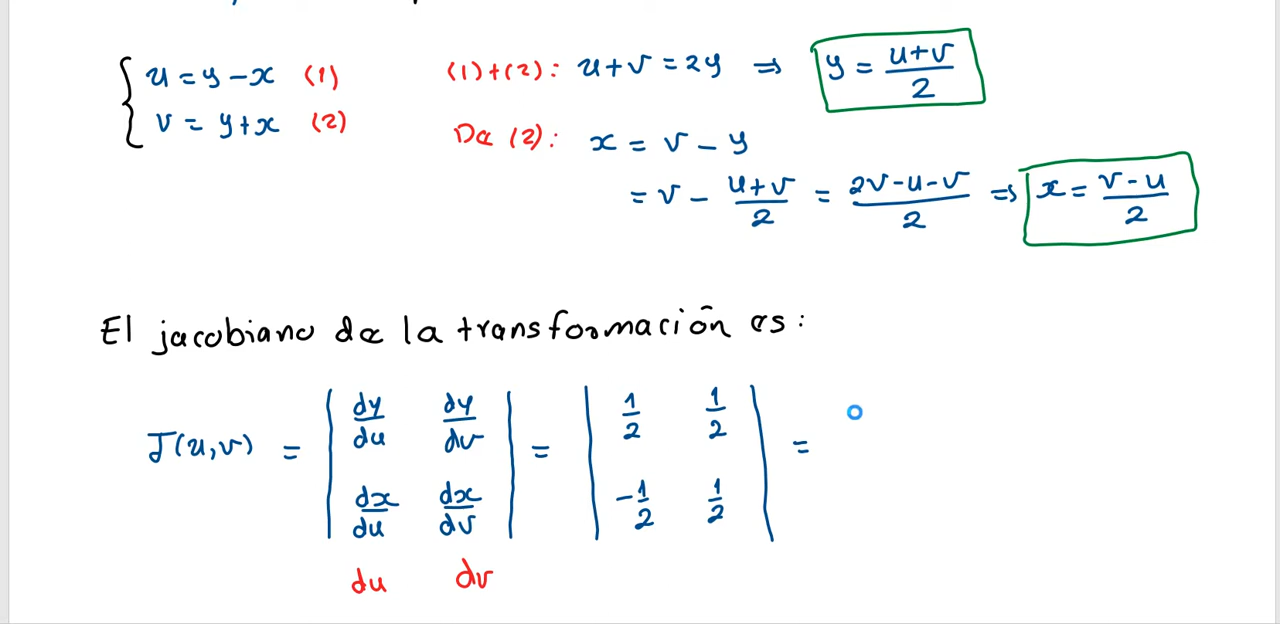 u = y - x (1)
v = y + x (2)
(1)+(2): u+v = 2y ⇒ y = u+v/2
De (2): x = v - y
= v - u+v/2 = 2v-u-v/2 ⇒ x = v-u/2
El jacobiano de la transformación es:
J(u,v) = | dy/du dy/dv | = | 1/2 1/2 | =
| dx/du dx/dv | | -1/2 1/2 |
du dv